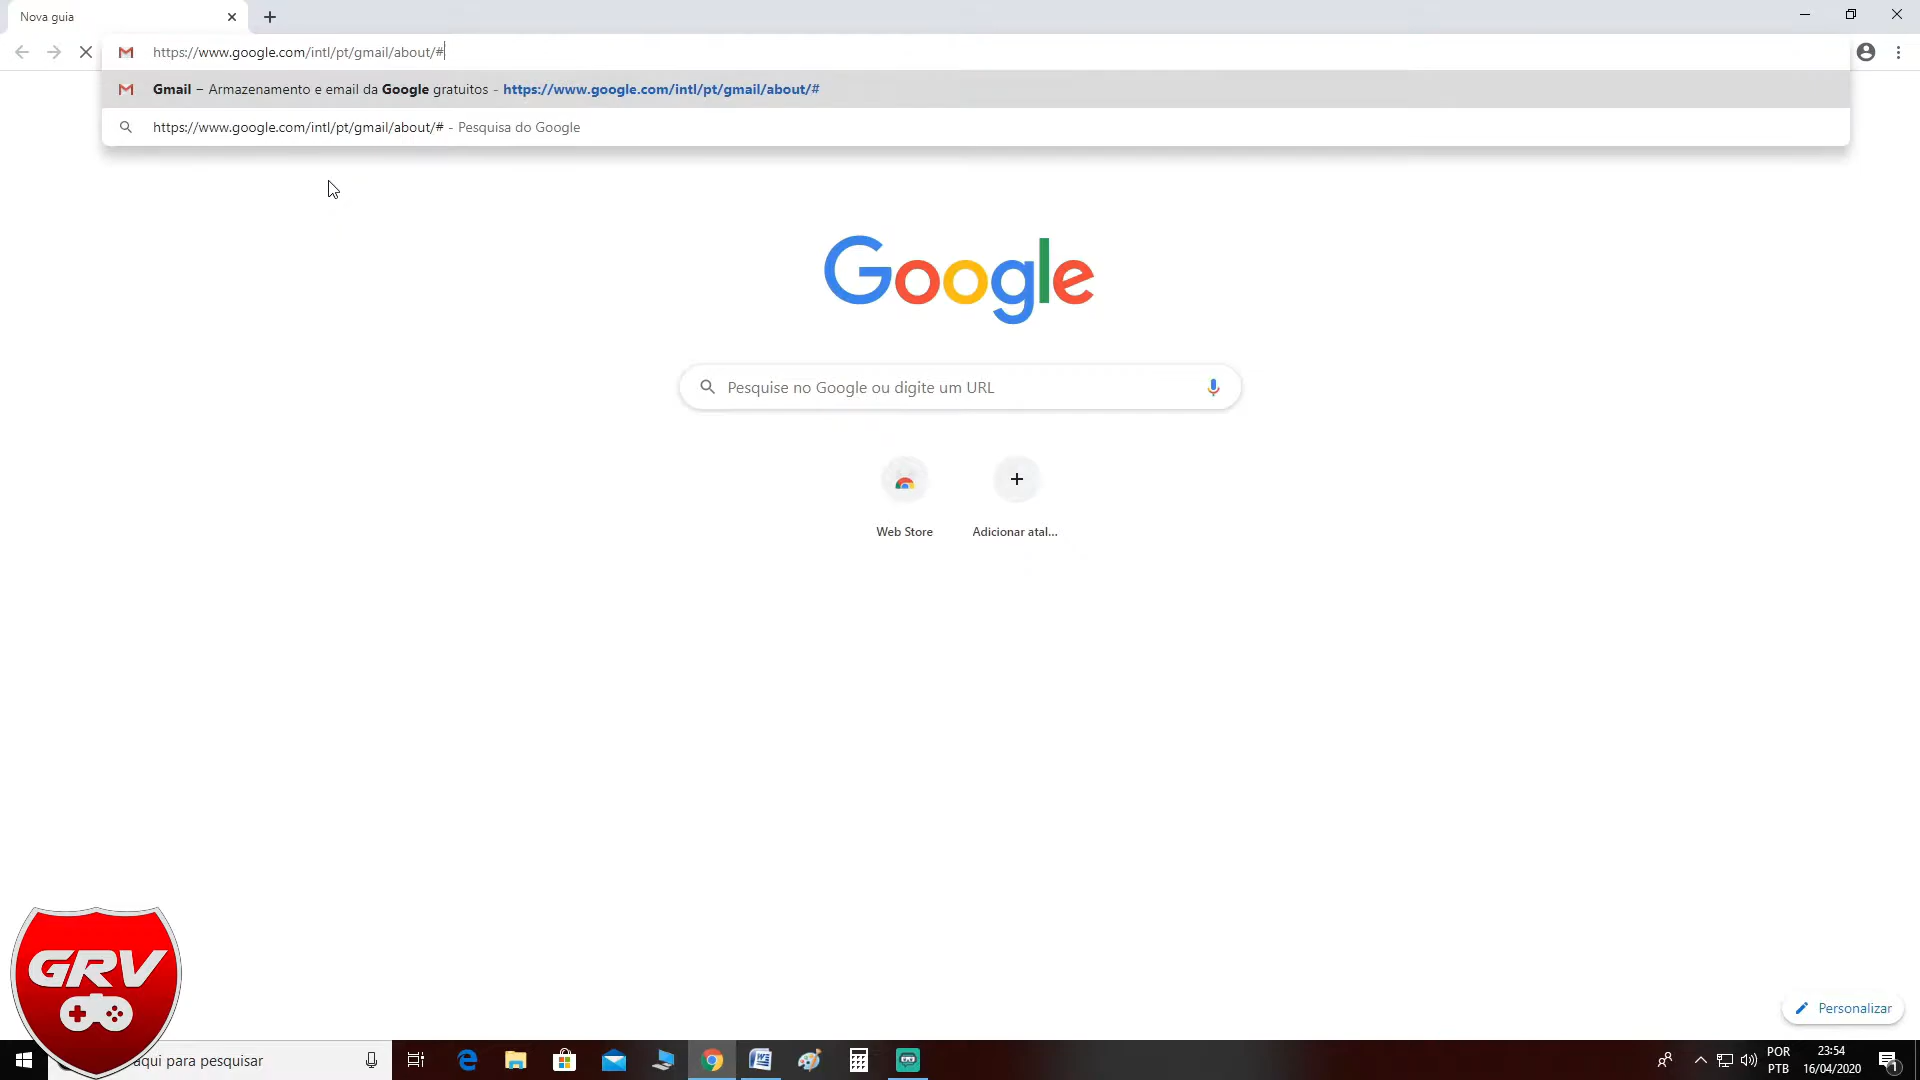 Nova guia
https://www.google.com/intl/pt/gmail/about/#
Gmail – Armazenamento e email da Google gratuitos - https://www.google.com/intl/pt/gmail/about/#
https://www.google.com/intl/pt/gmail/about/# - Pesquisa do Google
Google
Pesquise no Google ou digite um URL
Web Store
Adicionar atal...
Personalizar
GRV
aqui para pesquisar
POR
PTB
23:54
16/04/2020
1